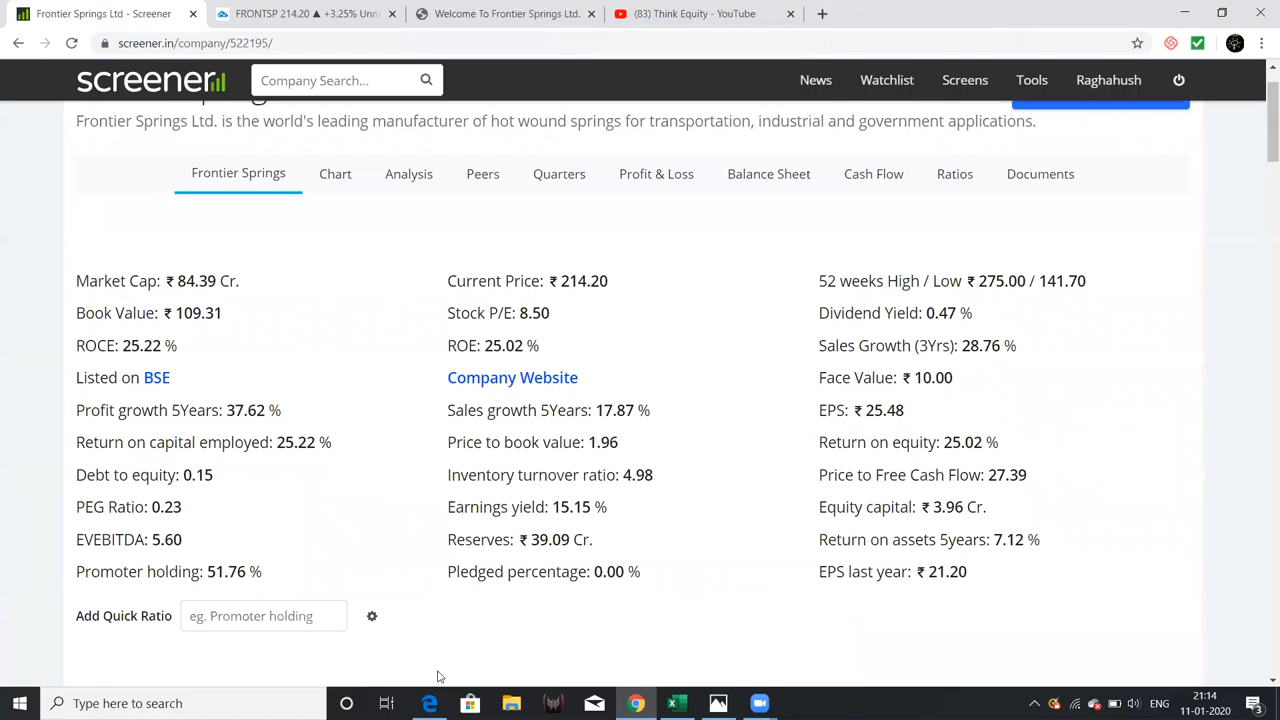 Frontier Springs Ltd - Screener
FRONTSP 214.20 ▲ +3.25% Unn
Welcome To Frontier Springs Ltd.
(83) Think Equity - YouTube
screener.in/company/522195/
screener
Company Search...
News
Watchlist
Screens
Tools
Raghahush
Frontier Springs Ltd. is the world's leading manufacturer of hot wound springs for transportation, industrial and government applications.
Frontier Springs
Chart
Analysis
Peers
Quarters
Profit & Loss
Balance Sheet
Cash Flow
Ratios
Documents
Market Cap: ₹ 84.39 Cr.
Current Price: ₹ 214.20
52 weeks High / Low ₹ 275.00 / 141.70
Book Value: ₹ 109.31
Stock P/E: 8.50
Dividend Yield: 0.47 %
ROCE: 25.22 %
ROE: 25.02 %
Sales Growth (3Yrs): 28.76 %
Listed on BSE
Company Website
Face Value: ₹ 10.00
Profit growth 5Years: 37.62 %
Sales growth 5Years: 17.87 %
EPS: ₹ 25.48
Return on capital employed: 25.22 %
Price to book value: 1.96
Return on equity: 25.02 %
Debt to equity: 0.15
Inventory turnover ratio: 4.98
Price to Free Cash Flow: 27.39
PEG Ratio: 0.23
Earnings yield: 15.15 %
Equity capital: ₹ 3.96 Cr.
EVEBITDA: 5.60
Reserves: ₹ 39.09 Cr.
Return on assets 5years: 7.12 %
Promoter holding: 51.76 %
Pledged percentage: 0.00 %
EPS last year: ₹ 21.20
Add Quick Ratio
eg. Promoter holding
Type here to search
ENG
21:14
11-01-2020
3